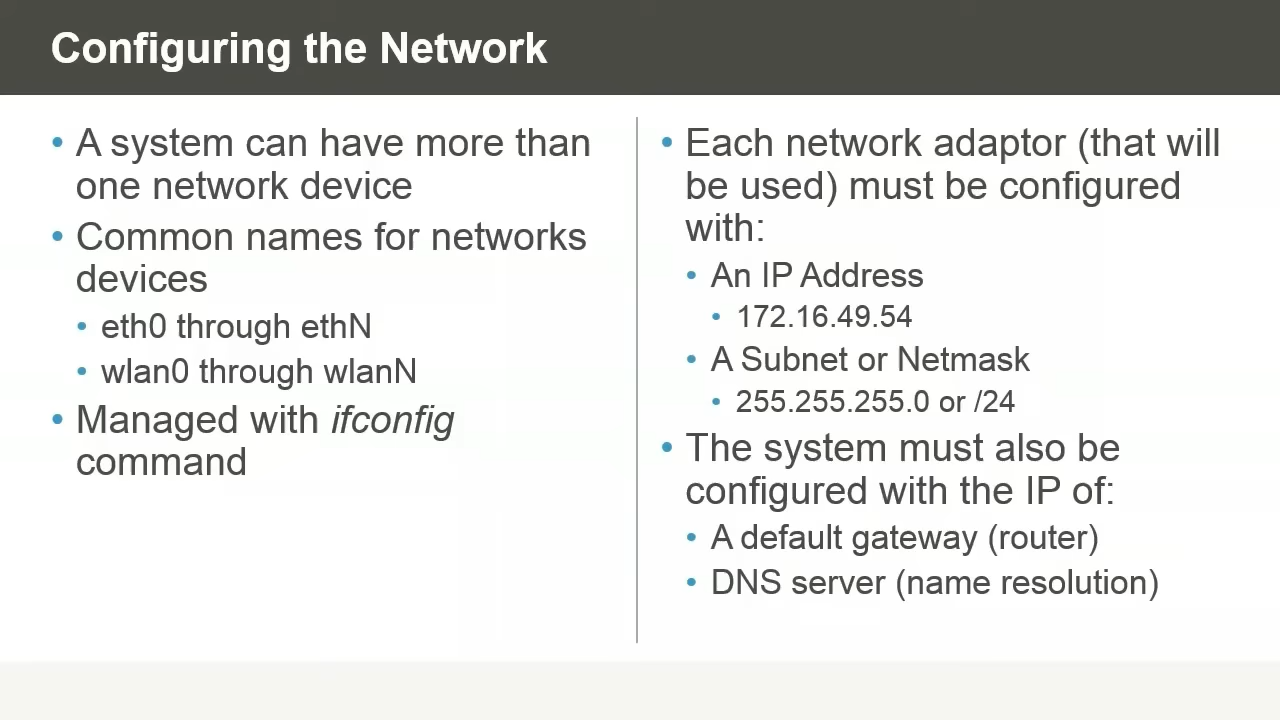 Configuring the Network
• A system can have more than
one network device
• Common names for networks
devices
• eth0 through ethN
• wlan0 through wlanN
• Managed with ifconfig
command
• Each network adaptor (that will
be used) must be configured
with:
• An IP Address
• 172.16.49.54
• A Subnet or Netmask
• 255.255.255.0 or /24
• The system must also be
configured with the IP of:
• A default gateway (router)
• DNS server (name resolution)